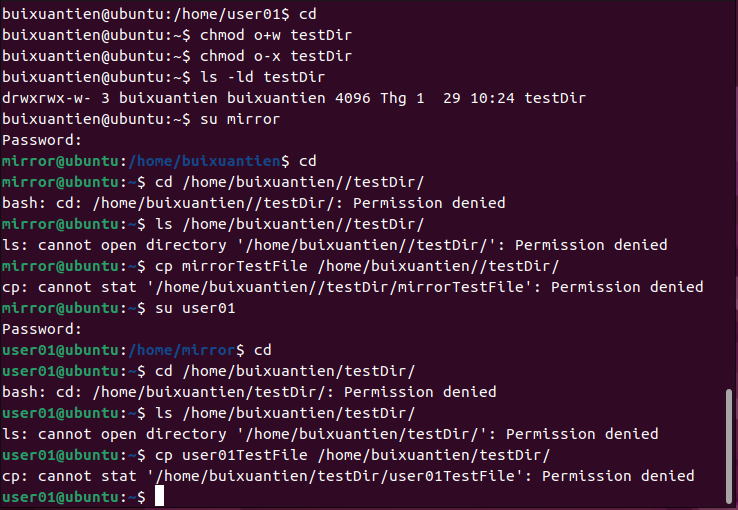 buixuantien@ubuntu:/home/user01$ cd
buixuantien@ubuntu:~$ chmod o+w testDir
buixuantien@ubuntu:~$ chmod o-x testDir
buixuantien@ubuntu:~$ ls -ld testDir
drwxrwx-w- 3 buixuantien buixuantien 4096 Thg 1  29 10:24 testDir
buixuantien@ubuntu:~$ su mirror
Password:
mirror@ubuntu:/home/buixuantien$ cd
mirror@ubuntu:~$ cd /home/buixuantien//testDir/
bash: cd: /home/buixuantien//testDir/: Permission denied
mirror@ubuntu:~$ ls /home/buixuantien//testDir/
ls: cannot open directory '/home/buixuantien//testDir/': Permission denied
mirror@ubuntu:~$ cp mirrorTestFile /home/buixuantien//testDir/
cp: cannot stat '/home/buixuantien//testDir/mirrorTestFile': Permission denied
mirror@ubuntu:~$ su user01
Password:
user01@ubuntu:/home/mirror$ cd
user01@ubuntu:~$ cd /home/buixuantien/testDir/
bash: cd: /home/buixuantien/testDir/: Permission denied
user01@ubuntu:~$ ls /home/buixuantien/testDir/
ls: cannot open directory '/home/buixuantien/testDir/': Permission denied
user01@ubuntu:~$ cp user01TestFile /home/buixuantien/testDir/
cp: cannot stat '/home/buixuantien/testDir/user01TestFile': Permission denied
user01@ubuntu:~$